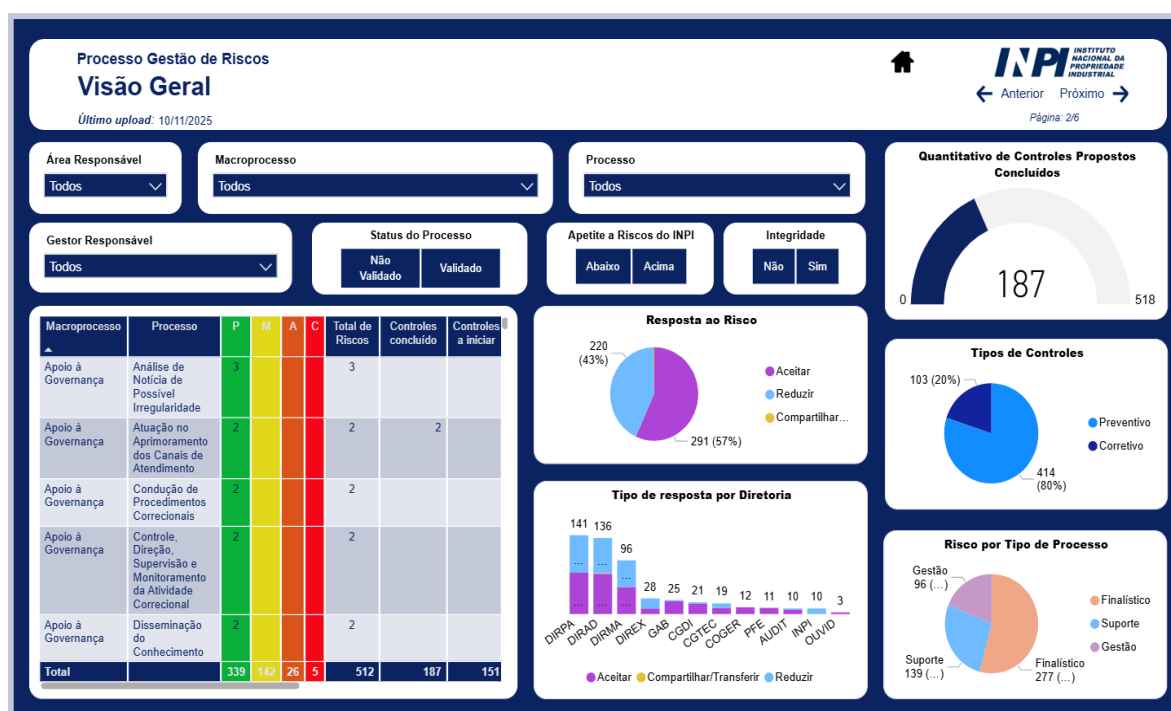 Processo Gestão de Riscos
Visão Geral
Último upload: 10/11/2025
INPI
INSTITUTO
NACIONAL DA
PROPRIEDADE
INDUSTRIAL
Anterior Próximo
Página: 2/6
Área Responsável
Todos
Macroprocesso
Todos
Processo
Todos
Gestor Responsável
Todos
Status do Processo
Não
Validado
Validado
Apetite a Riscos do INPI
Abaixo Acima
Integridade
Não Sim
Quantitativo de Controles Propostos
Concluídos
187
0
518
Macroprocesso Processo P M A C Total de Riscos Controles concluído Controles a iniciar
Apoio à Governança Análise de Notícia de Possível Irregularidade 3 3
Apoio à Governança Atuação no Aprimoramento dos Canais de Atendimento 2 2 2
Apoio à Governança Condução de Procedimentos Correcionais 2 2
Apoio à Governança Controle, Direção, Supervisão e Monitoramento da Atividade Correcional 2 2
Apoio à Governança Disseminação do Conhecimento 2 2
Total 339 142 26 5 512 187 151
Resposta ao Risco
220
(43%)
291 (57%)
Aceitar
Reduzir
Compartilhar...
Tipo de resposta por Diretoria
141 136 96 28 25 21 19 12 11 10 10 3
... ... ...
... ... ...
DIRPA DIRAD DIRMA DIREX GAB CGDI CGTEC COGER PFE AUDIT INPI OUVID
Aceitar Compartilhar/Transferir Reduzir
Tipos de Controles
103 (20%)
414
(80%)
Preventivo
Corretivo
Risco por Tipo de Processo
Gestão
96 (...)
Suporte
139 (...)
Finalístico
277 (...)
Finalístico
Suporte
Gestão